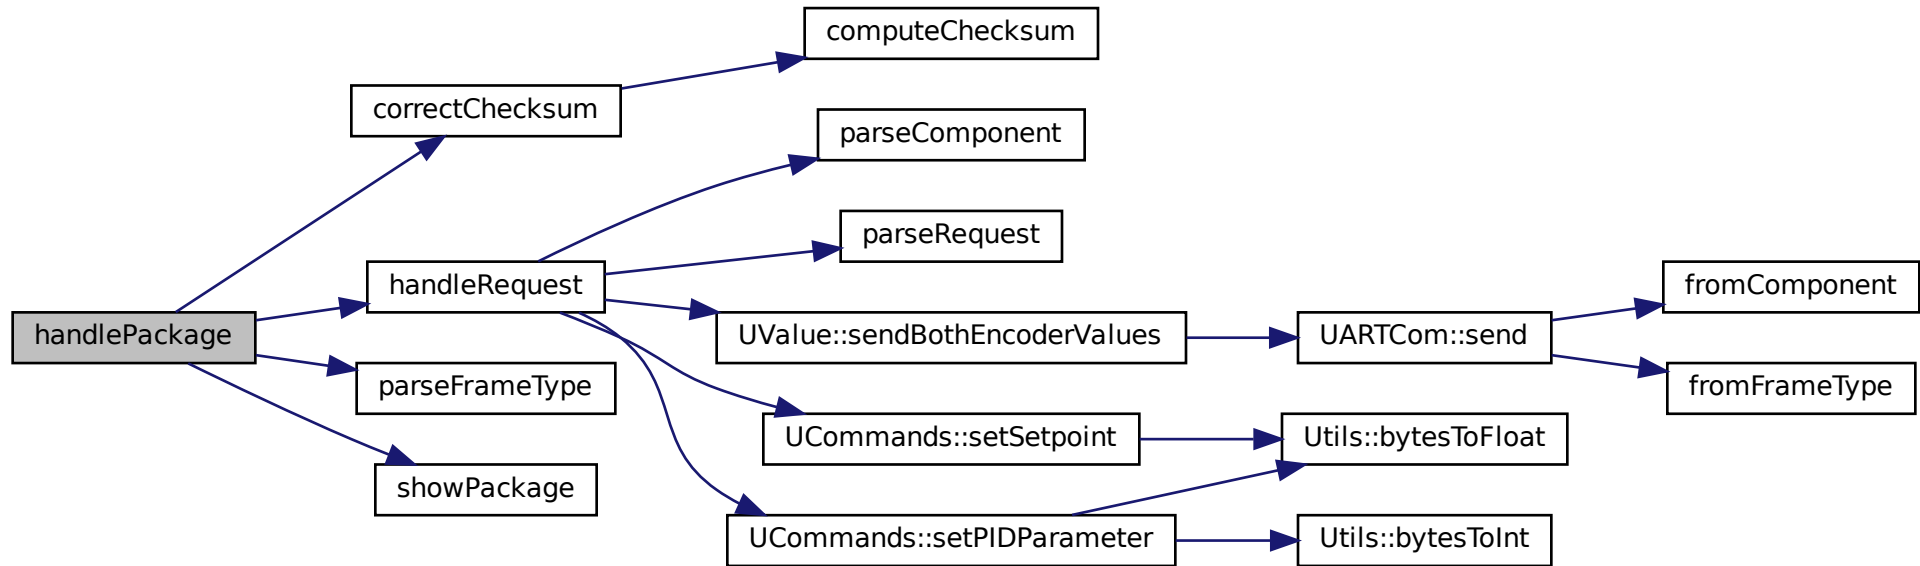 computeChecksum
correctChecksum
parseComponent
parseRequest
handleRequest
fromComponent
handlePackage
UValue::sendBothEncoderValues
UARTCom::send
parseFrameType
fromFrameType
UCommands::setSetpoint
Utils::bytesToFloat
showPackage
UCommands::setPIDParameter
Utils::bytesToInt